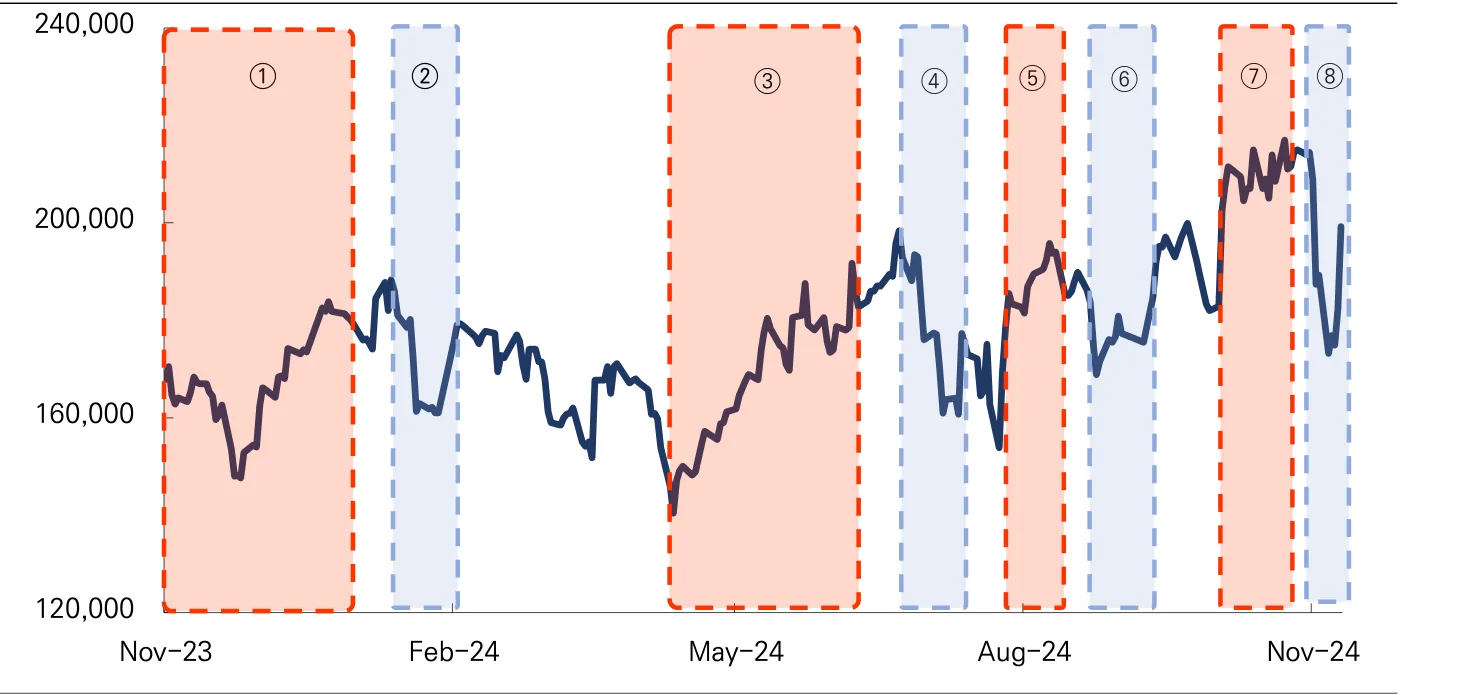 240,000
① ② ③ ④ ⑤ ⑥ ⑦ ⑧
200,000
160,000
120,000
Nov−23 Feb−24 May−24 Aug−24 Nov−24